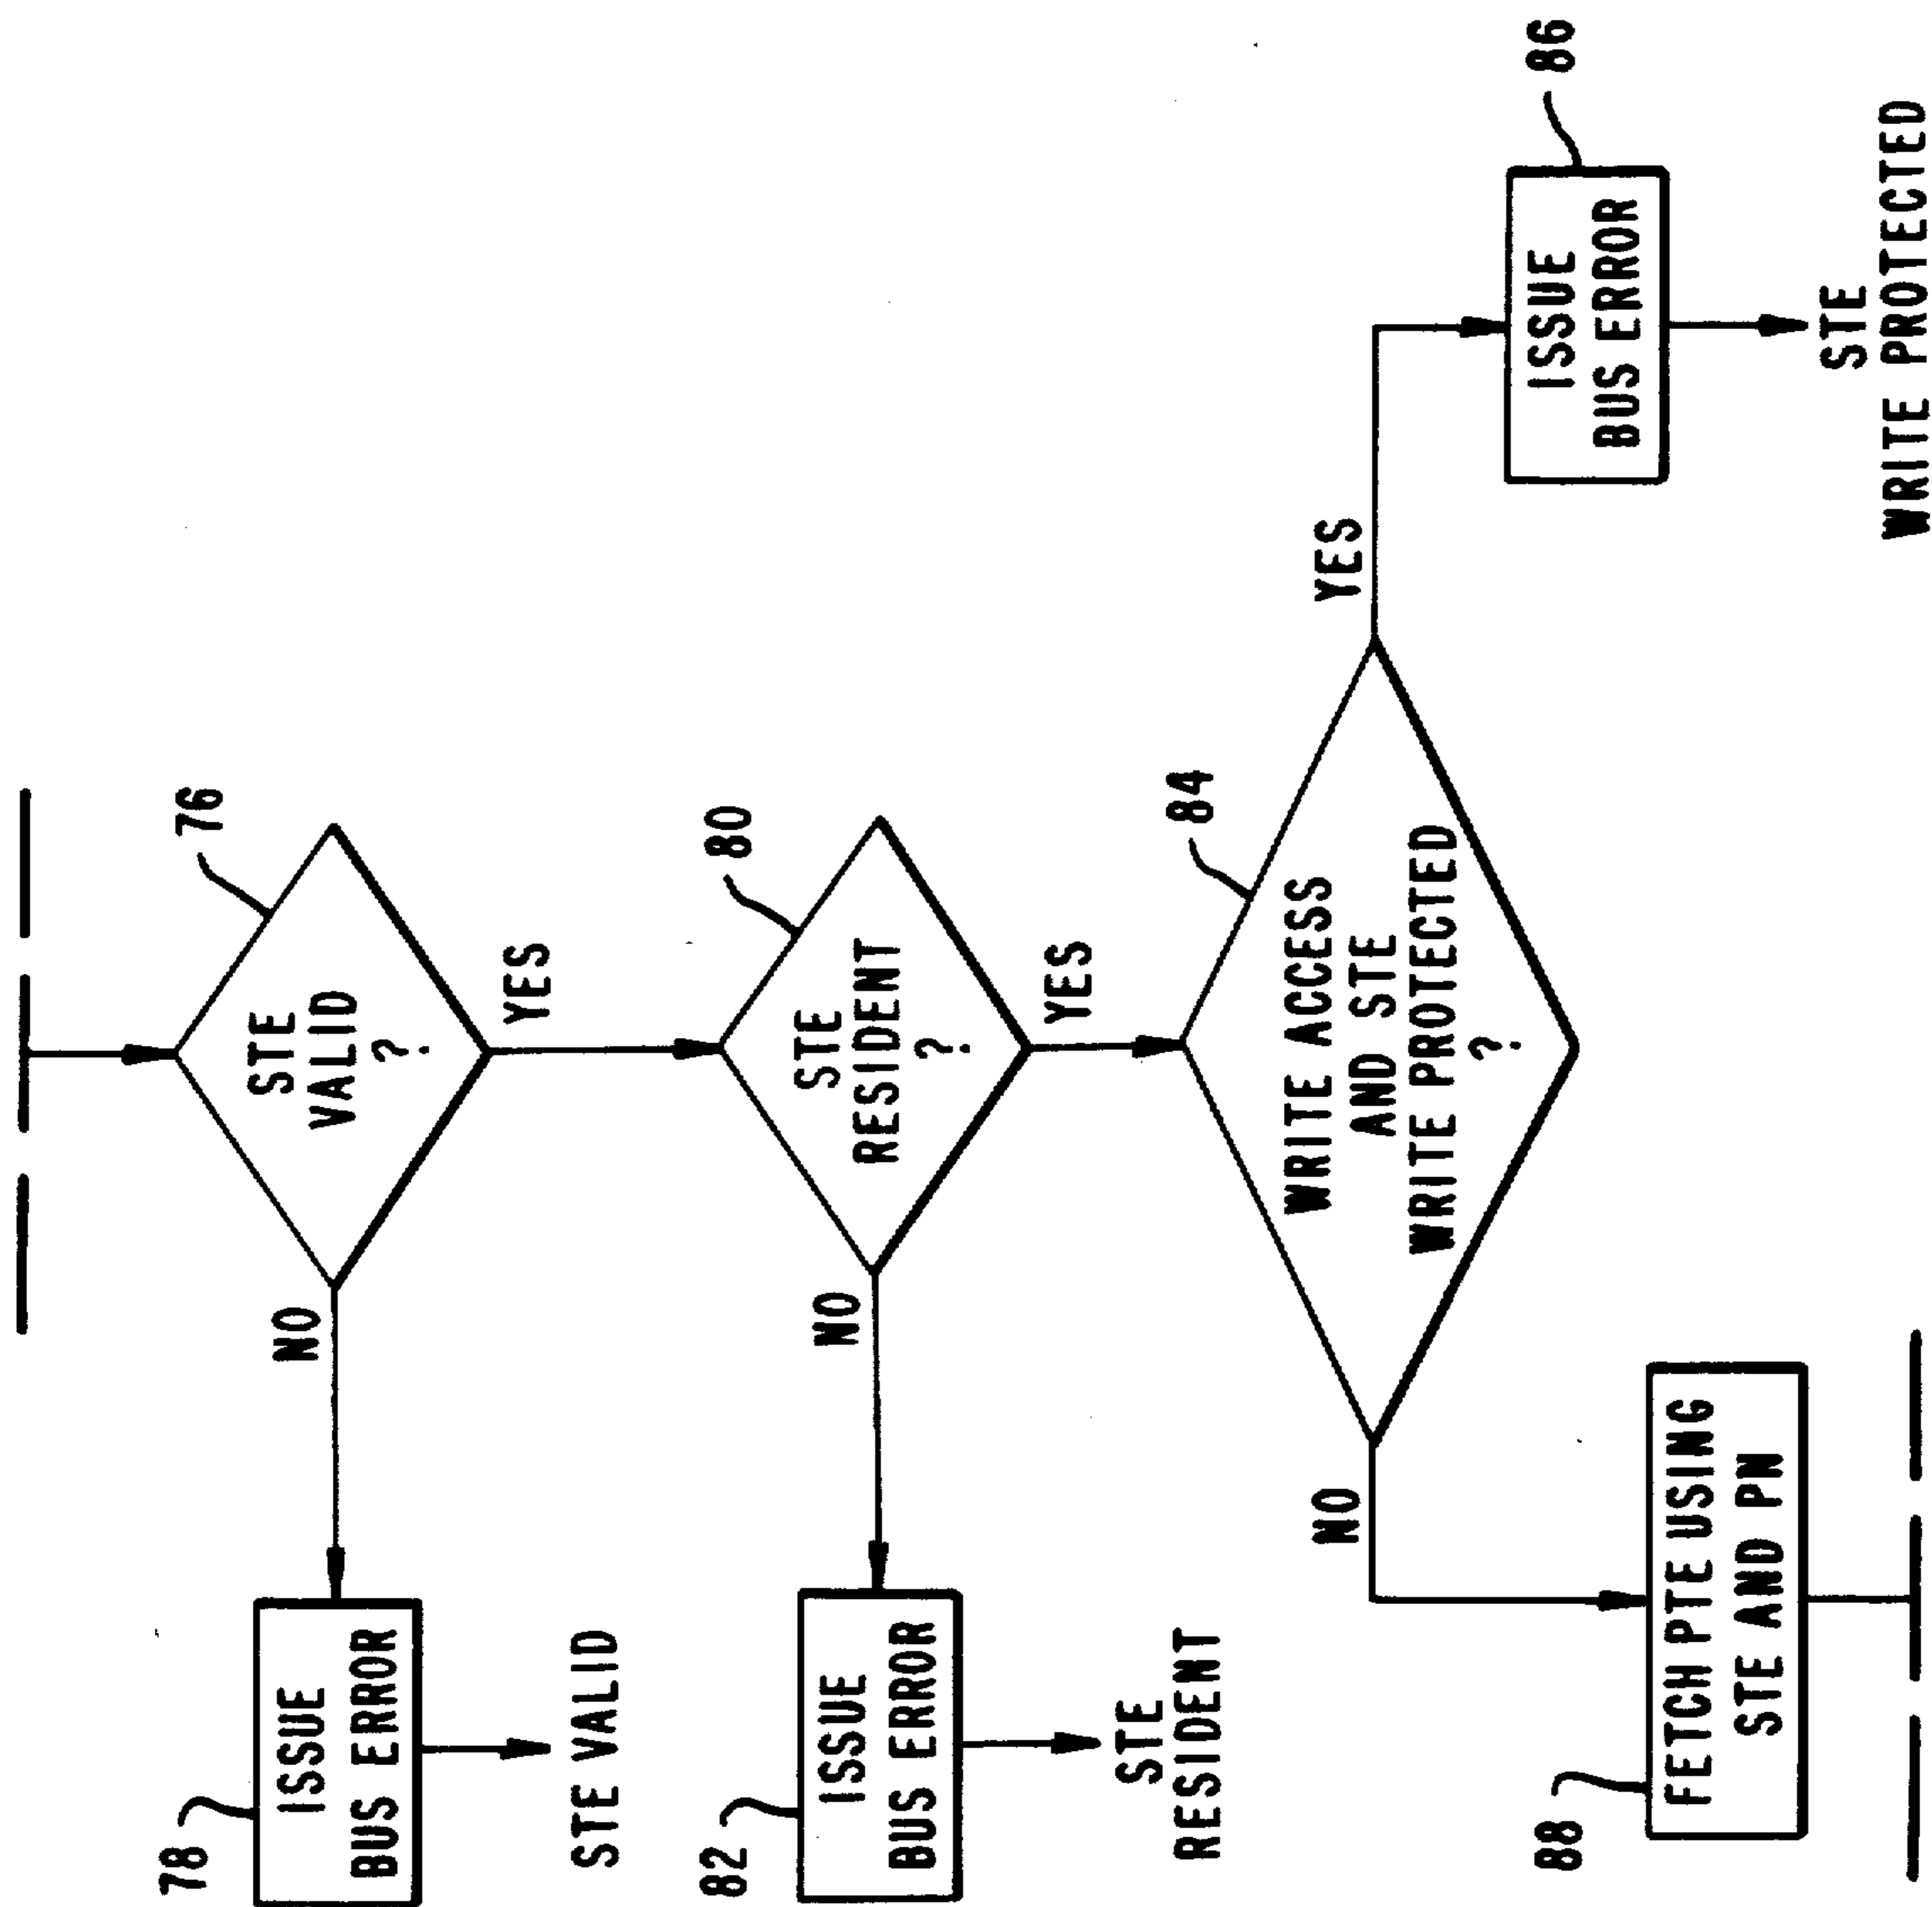 76
STE
VALID
?
NO
YES
78
ISSUE
BUS ERROR
STE VALID
80
STE
RESIDENT
?
NO
YES
82
ISSUE
BUS ERROR
STE
RESIDENT
84
WRITE ACCESS
AND STE
WRITE PROTECTED
?
NO
YES
86
ISSUE
BUS ERROR
STE
WRITE PROTECTED
88
FETCH PTE USING
STE AND PN